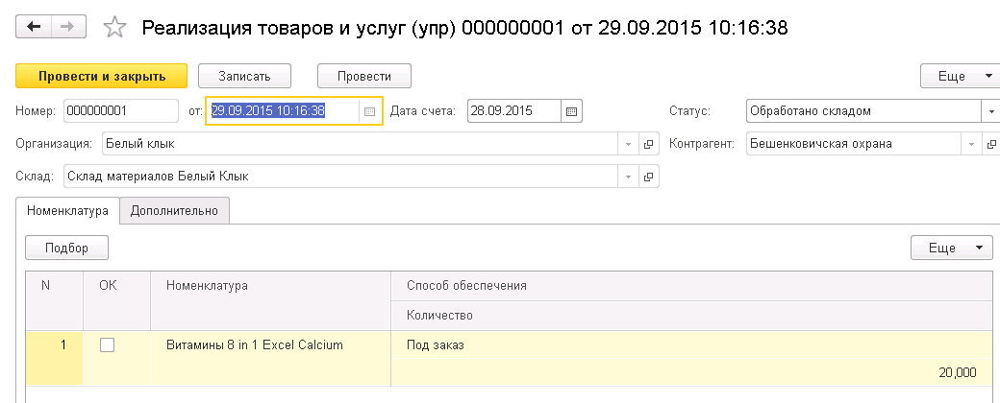 Реализация товаров и услуг (упр) 000000001 от 29.09.2015 10:16:38
Провести и закрыть Записать Провести Еще
Номер: 000000001 от: 29.09.2015 10:16:38 Дата счета: 28.09.2015 Статус: Обработано складом
Организация: Белый клык Контрагент: Бешенковичская охрана
Склад: Склад материалов Белый Клык
Номенклатура Дополнительно
Подбор Еще
N ОК Номенклатура Способ обеспечения
Количество
1 Витамины 8 in 1 Excel Calcium Под заказ
20,000